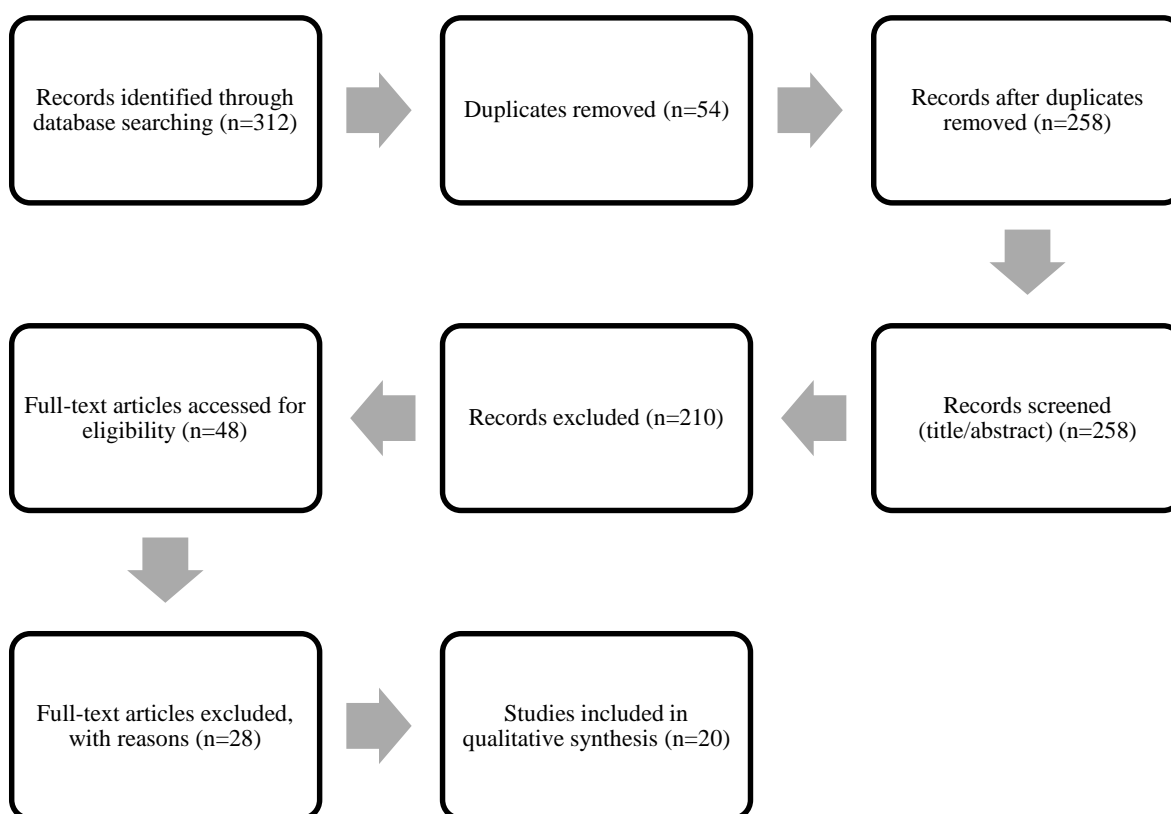 Records identified through
database searching (n=312)
Duplicates removed (n=54)
Records after duplicates
removed (n=258)
Records screened
(title/abstract) (n=258)
Records excluded (n=210)
Full-text articles accessed for
eligibility (n=48)
Full-text articles excluded,
with reasons (n=28)
Studies included in
qualitative synthesis (n=20)